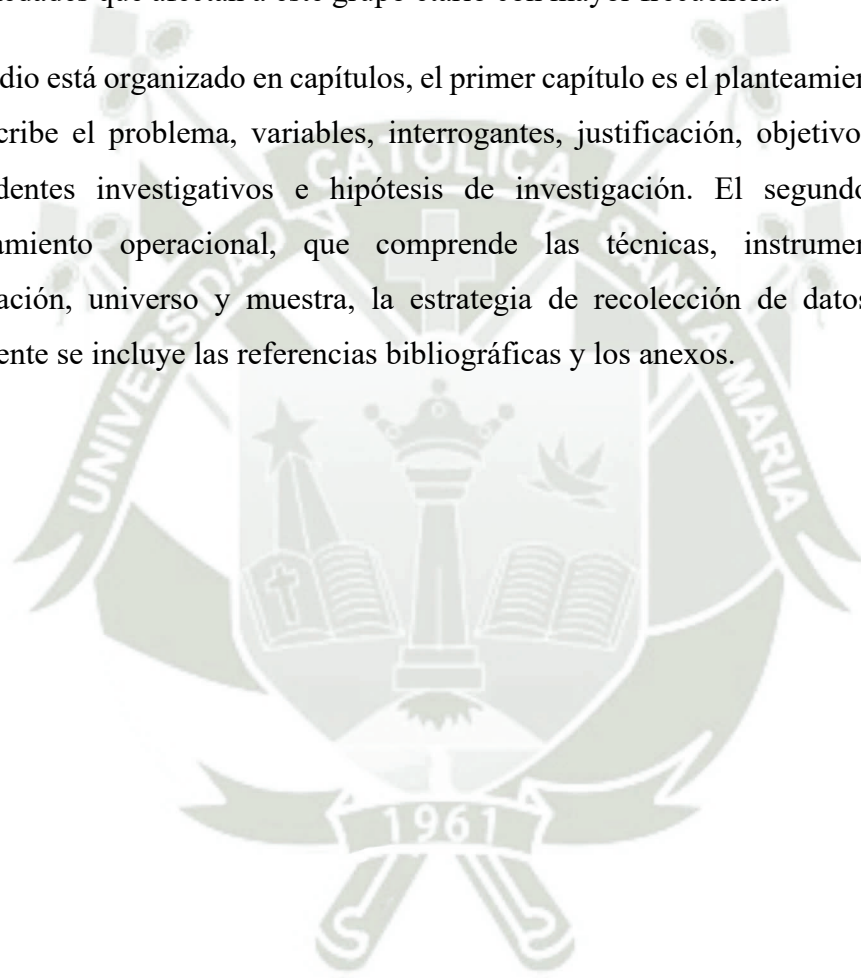 edades que afectan a este grupo etario con mayor frecuencia.
dio está organizado en capítulos, el primer capítulo es el planteamien
cribe el problema, variables, interrogantes, justificación, objetivo
dentes investigativos e hipótesis de investigación. El segundo
amiento operacional, que comprende las técnicas, instrumen
ación, universo y muestra, la estrategia de recolección de datos
ente se incluye las referencias bibliográficas y los anexos.
UNIVERSIDAD CATOLICA SANTA MARIA
1961